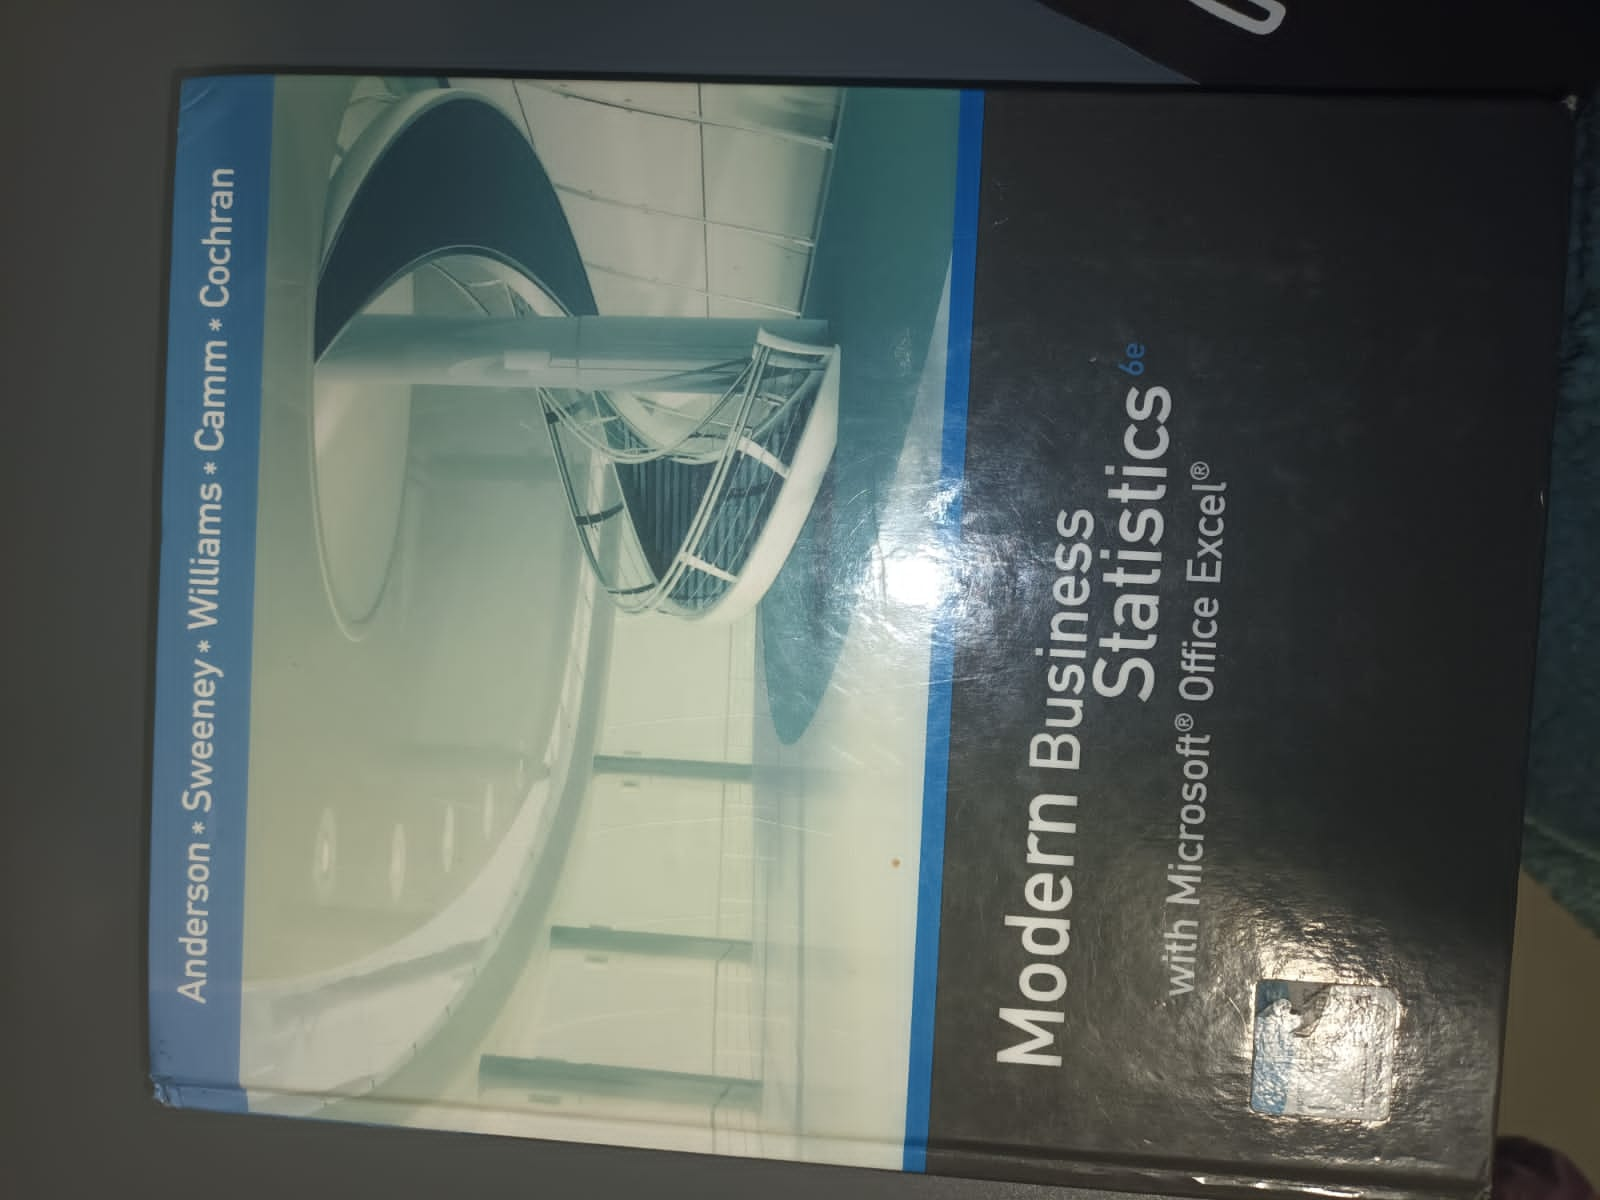 Anderson * Sweeney * Williams * Camm * Cochran
Modern Business
Statistics 6e
with Microsoft® Office Excel®